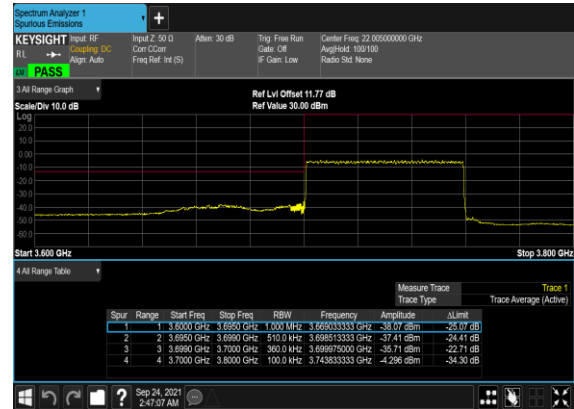 Spectrum Analyzer 1
Spurious Emissions
KEYSIGHT Input: RF Input Z: 50 Ω Atten: 30 dB Trig: Free Run Center Freq: 22.005000000 GHz
R L Coupling: DC Corr CCorr Gate: Off Avg|Hold: 100/100
Align: Auto Freq Ref: Int (S) IF Gain: Low Radio Std: None
PASS
3 All Range Graph
Ref Lvl Offset 11.77 dB
Scale/Div 10.0 dB Ref Value 30.00 dBm
Log
20.0
10.0
0.00
-10.0
-20.0
-30.0
-40.0
-50.0
-60.0
Start 3.600 GHz Stop 3.800 GHz
4 All Range Table
Measure Trace Trace 1
Trace Type Trace Average (Active)
Spur Range Start Freq Stop Freq RBW Frequency Amplitude ΔLimit
1 1 3.6000 GHz 3.6950 GHz 1.000 MHz 3.669033333 GHz -38.07 dBm -25.07 dB
2 2 3.6950 GHz 3.6990 GHz 510.0 kHz 3.698513333 GHz -37.41 dBm -24.41 dB
3 3 3.6990 GHz 3.7000 GHz 360.0 kHz 3.699975000 GHz -35.71 dBm -22.71 dB
4 4 3.7000 GHz 3.8000 GHz 100.0 kHz 3.743833333 GHz -4.296 dBm -34.30 dB
Sep 24, 2021
2:47:07 AM